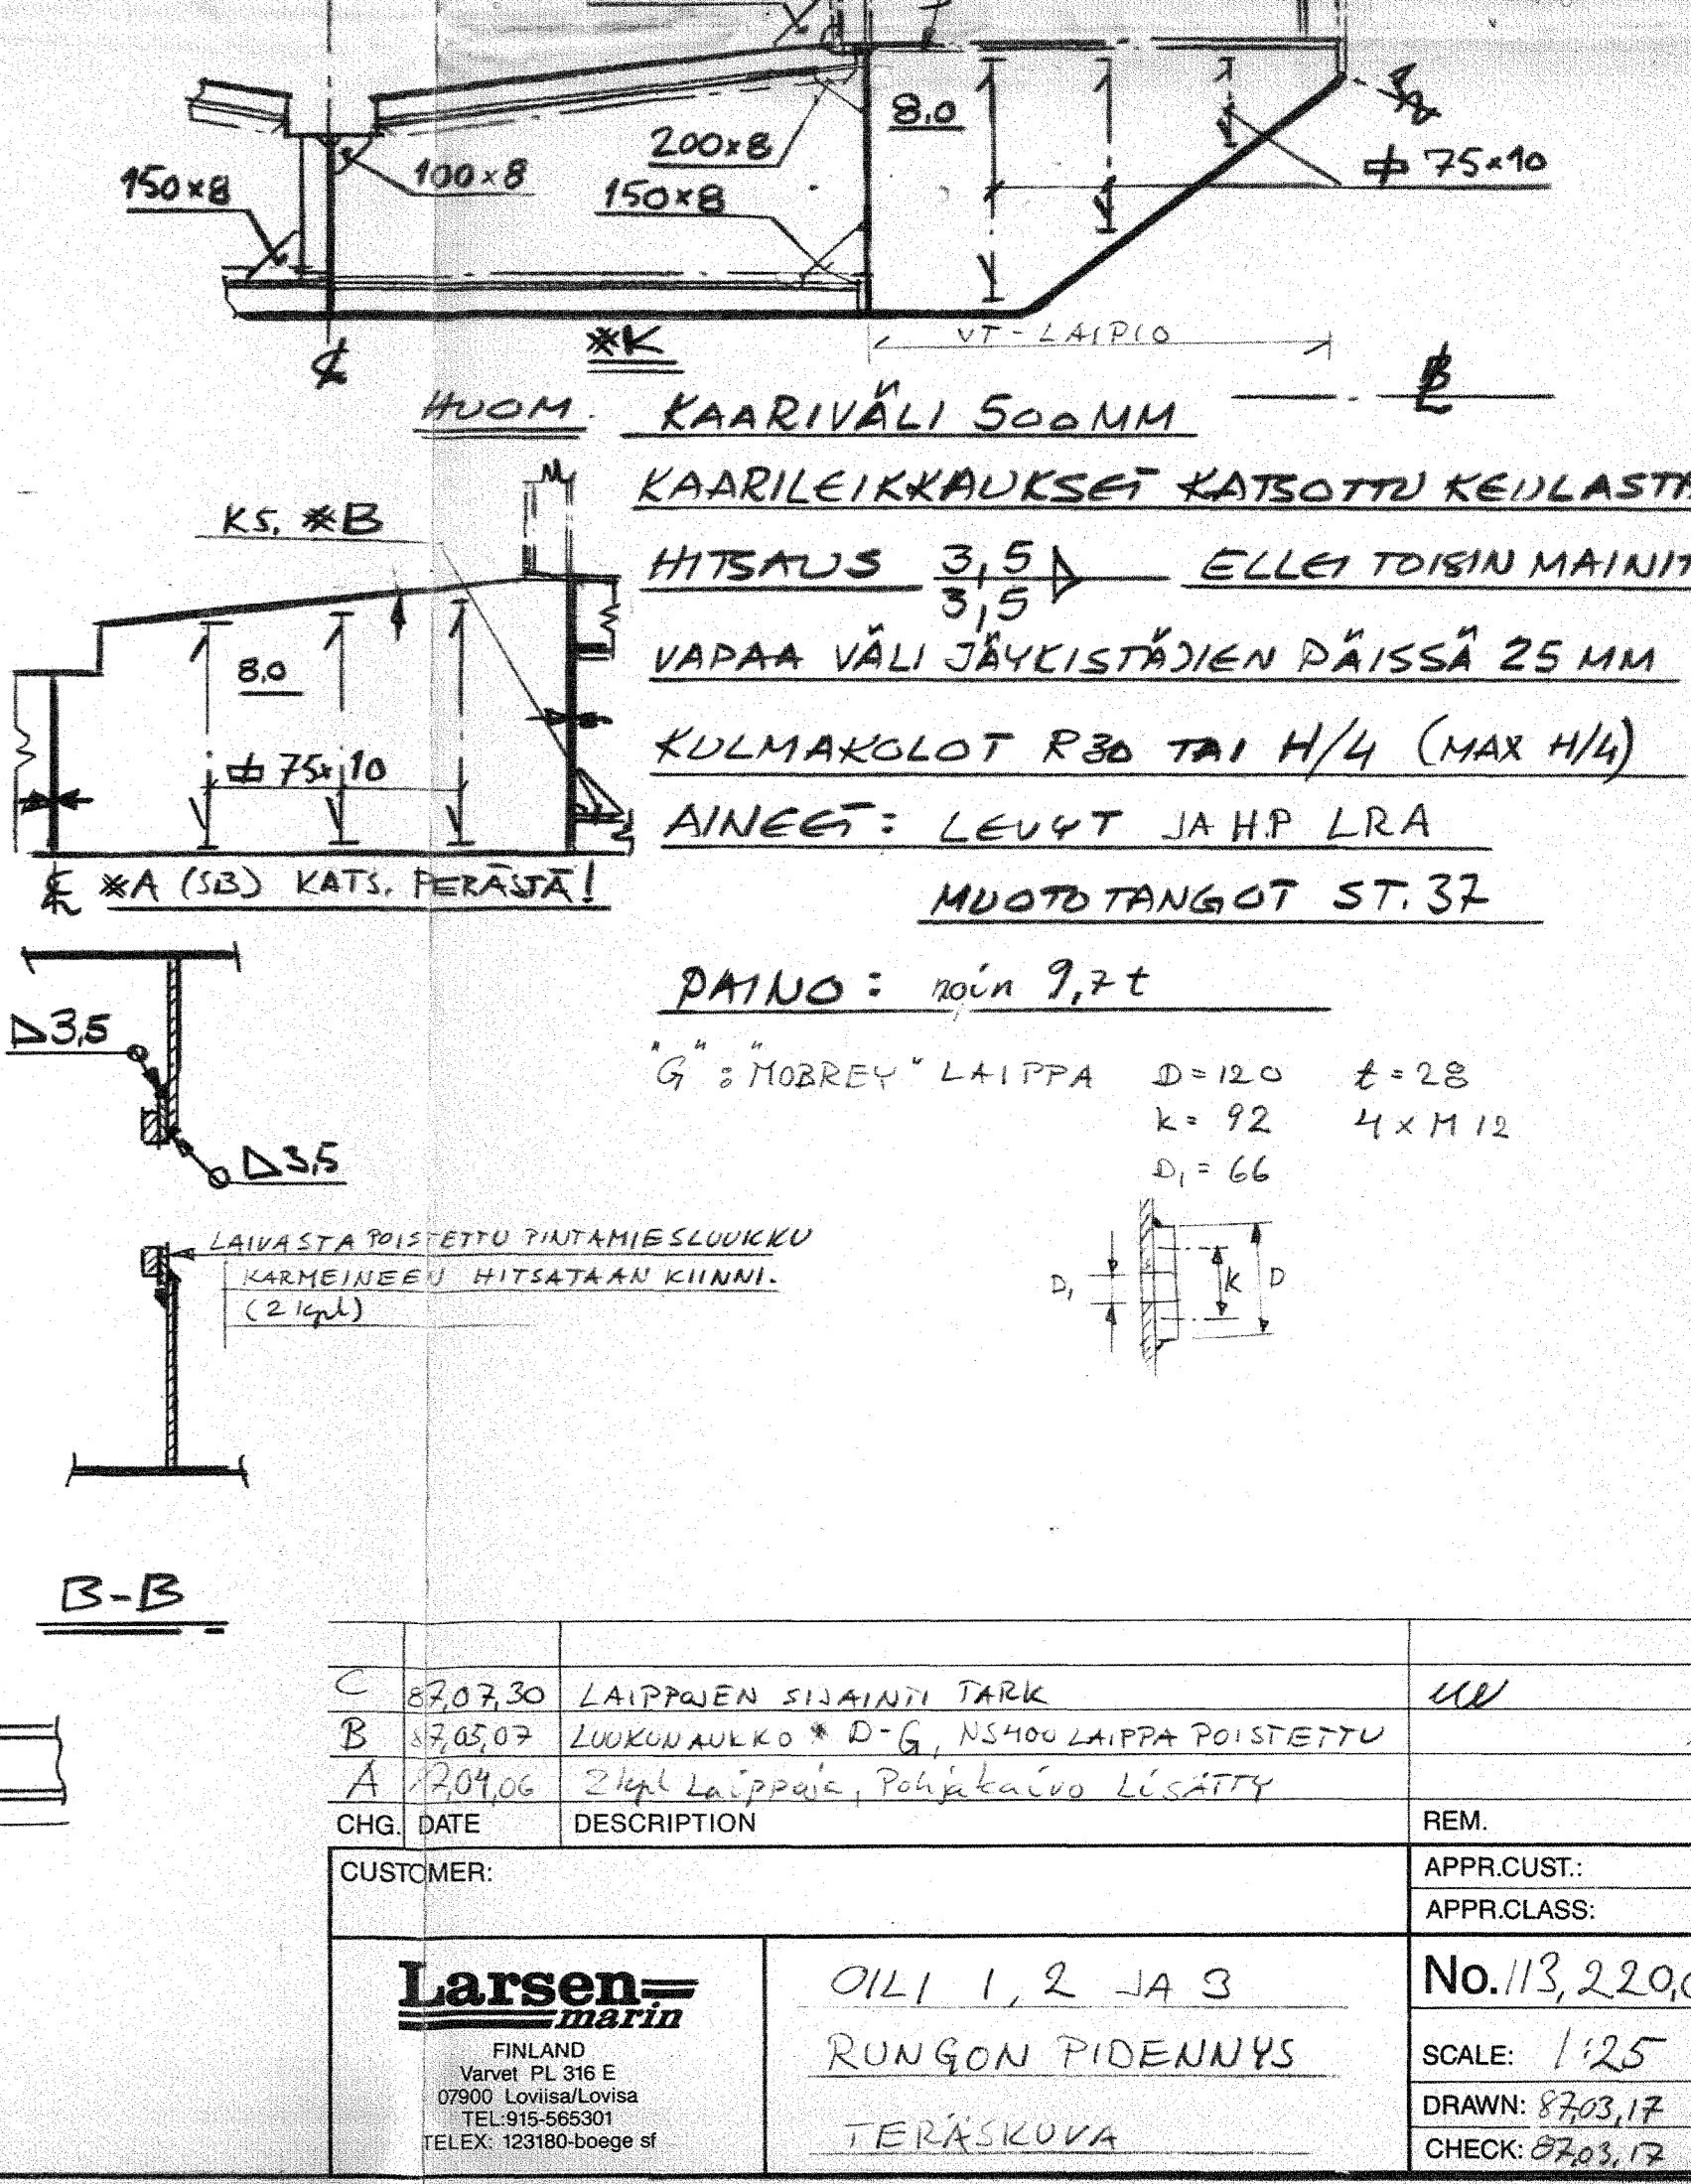 8.0
200×8
100×8
150×8
150×8
75×10
*K
VT-LAIPIO
HUOM. KAARIVÄLI 500MM
KAARILEIKKAUKSET KATSOTTU KEULASTA
KS. *B
HITSAUS 3,5 ELLEI TOISIN MAINIT
3,5
VAPAA VÄLI JÄYKISTÄJIEN PÄISSÄ 25 MM
8.0
KULMAKOLOT R30 TAI H/4 (MAX H/4)
75×10
AINEET: LEVYT JA H.P LRA
*A (SB) KATS. PERÄSTÄ!
MUOTOTANGOT ST.37
PAINO: noin 9,7 t
3,5
"G": "MOBREY" LAIPPA D=120 t=28
k= 92 4 x M 12
3,5
D₁ = 66
LAIVASTA POISTETTU PINTAMIESLUUKKU
KARMEINEEN HITSATAAN KIINNI.
(2 kpl)
D₁ k D
B-B
C 87,07,30 LAIPPOJEN SIJAINTI TARK
B 87,05,07 LUUKUNAUKKO * D-G, NS400 LAIPPA POISTETTU
A 87,04,06 2 kpl Laippoja, Pohjakaivo LISÄTTY
CHG. DATE DESCRIPTION REM.
CUSTOMER: APPR.CUST.:
APPR.CLASS:
Larsen
marin
FINLAND
Varvet PL 316 E
07900 Loviisa/Lovisa
TEL:915-565301
TELEX: 123180-boege sf
OILI 1, 2 JA 3
RUNGON PIDENNYS
TERÄSKUVA
No. 113,220,
SCALE: 1:25
DRAWN: 87,03,17
CHECK: 87,03,17